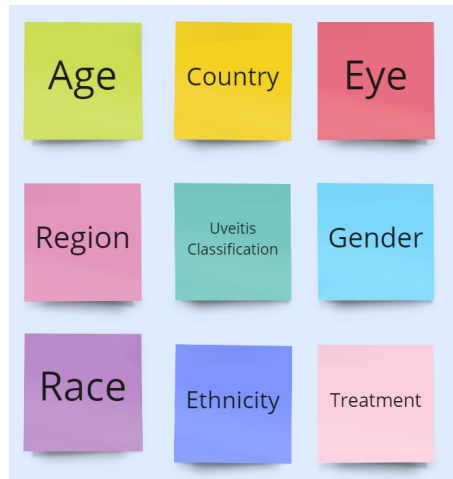 Age
Country
Eye
Region
Uveitis
Classification
Gender
Race
Ethnicity
Treatment